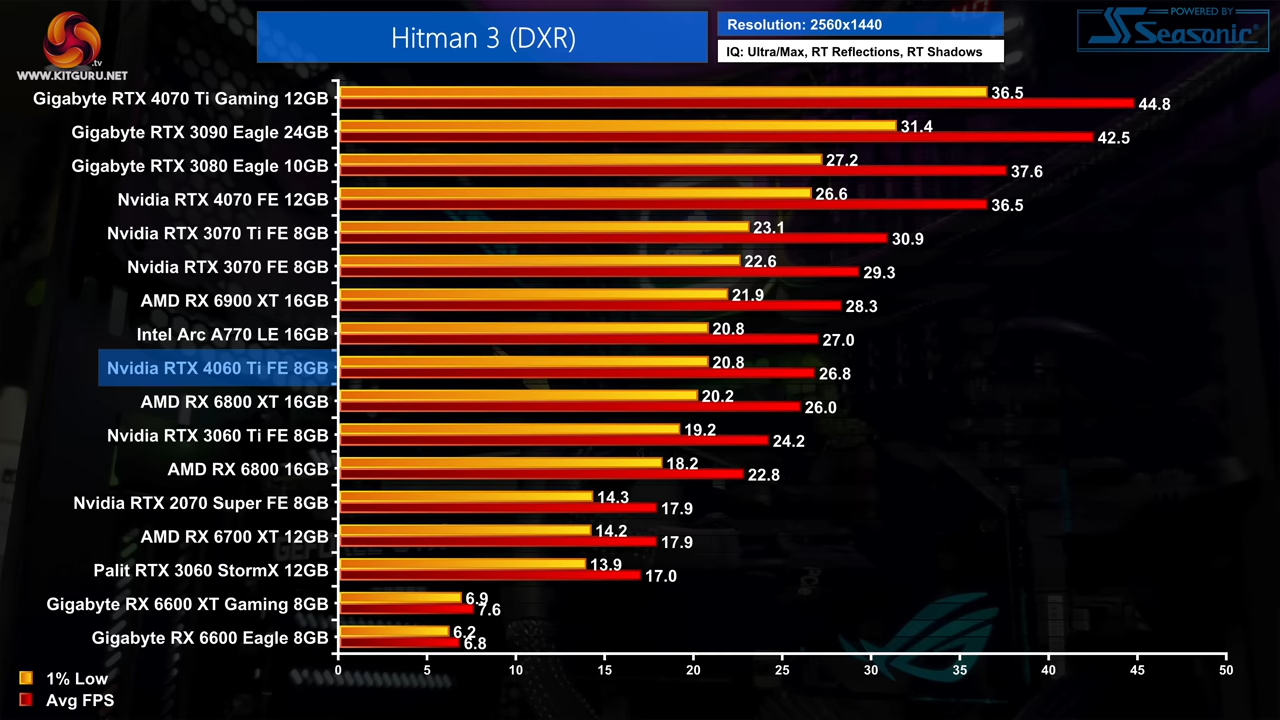 Hitman 3 (DXR)
Resolution: 2560x1440
IQ: Ultra/Max, RT Reflections, RT Shadows
POWERED BY
Seasonic
.tv
WWW.KITGURU.NET
Gigabyte RTX 4070 Ti Gaming 12GB 36.5 44.8
Gigabyte RTX 3090 Eagle 24GB 31.4 42.5
Gigabyte RTX 3080 Eagle 10GB 27.2 37.6
Nvidia RTX 4070 FE 12GB 26.6 36.5
Nvidia RTX 3070 Ti FE 8GB 23.1 30.9
Nvidia RTX 3070 FE 8GB 22.6 29.3
AMD RX 6900 XT 16GB 21.9 28.3
Intel Arc A770 LE 16GB 20.8 27.0
Nvidia RTX 4060 Ti FE 8GB 20.8 26.8
AMD RX 6800 XT 16GB 20.2 26.0
Nvidia RTX 3060 Ti FE 8GB 19.2 24.2
AMD RX 6800 16GB 18.2 22.8
Nvidia RTX 2070 Super FE 8GB 14.3 17.9
AMD RX 6700 XT 12GB 14.2 17.9
Palit RTX 3060 StormX 12GB 13.9 17.0
Gigabyte RX 6600 XT Gaming 8GB 6.9 7.6
Gigabyte RX 6600 Eagle 8GB 6.2 6.8
0 5 10 15 20 25 30 35 40 45 50
1% Low
Avg FPS